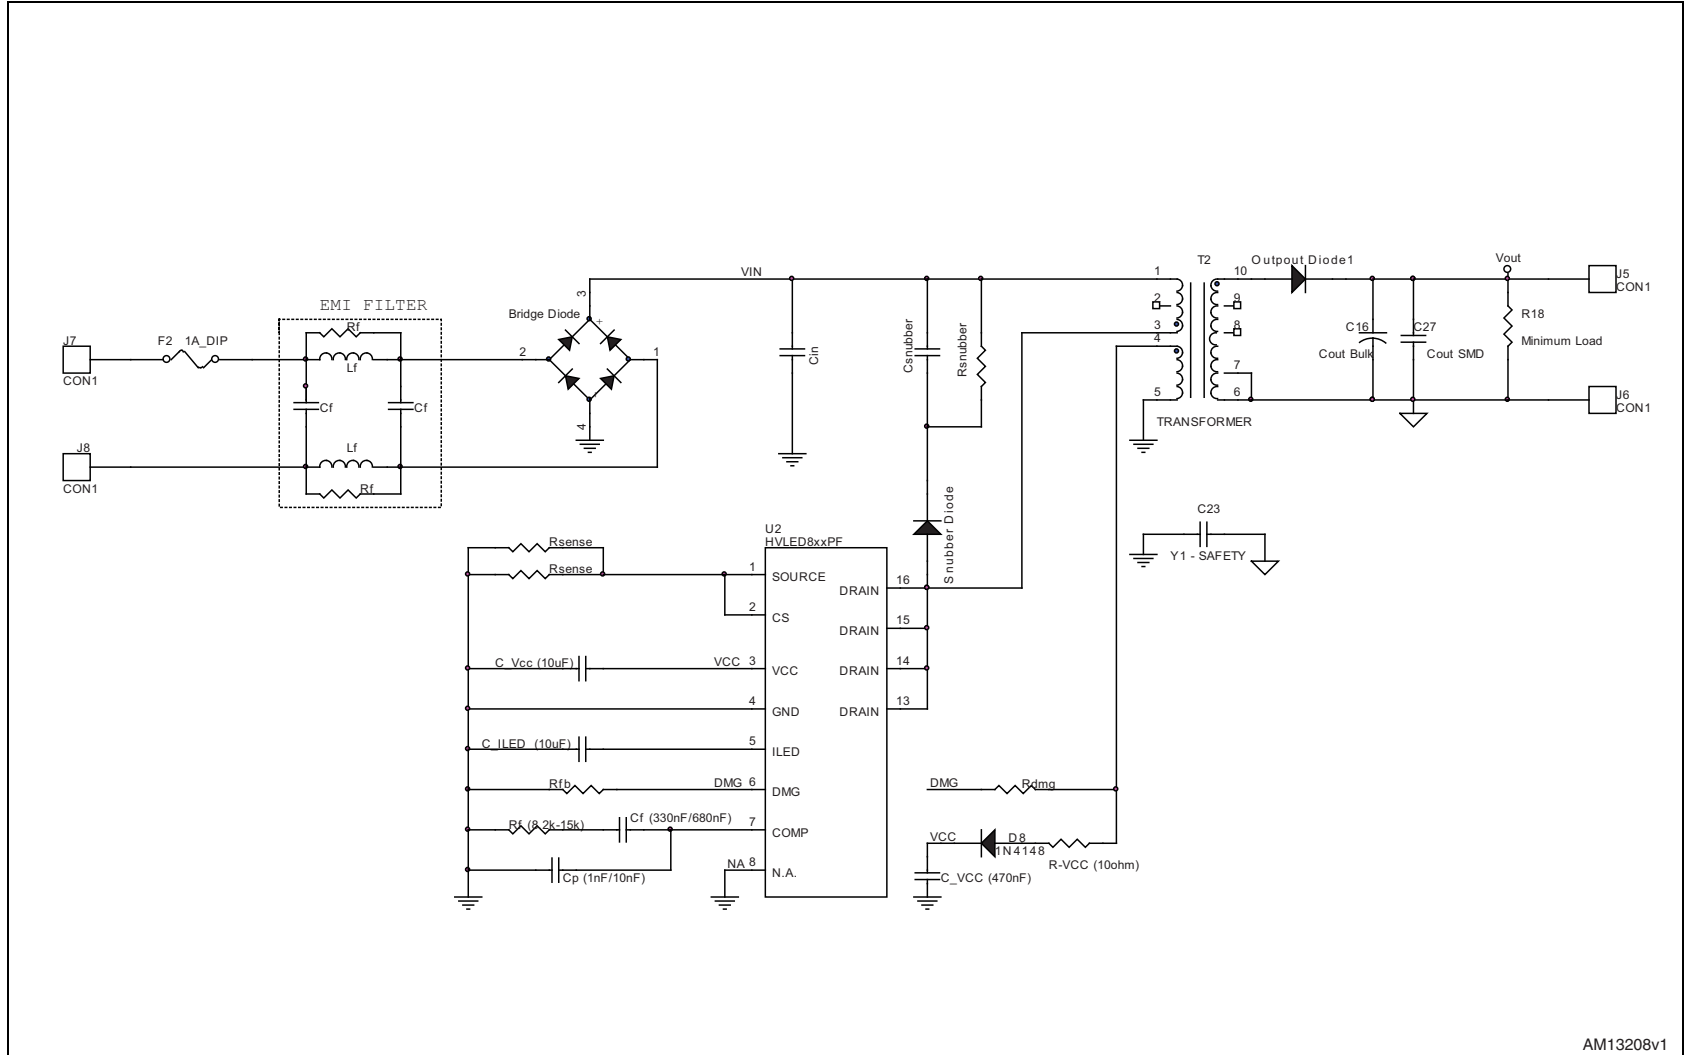 EMI FILTER
Rf
Lf
Cf
Cf
Lf
Rf
J7
CON1
F2 1A_DIP
J8
CON1
Bridge Diode
3
+
2
1
4
VIN
Cin
Csnubber
Rsnubber
Snubber Diode
T2
1
2
3
4
5
10
9
8
7
6
TRANSFORMER
Outpout Diode1
Vout
C16
Cout Bulk
C27
Cout SMD
R18
Minimum Load
J5
CON1
J6
CON1
C23
Y1 - SAFETY
U2
HVLED8xxPF
Rsense
Rsense
1
SOURCE
2
CS
C_Vcc (10uF)
VCC 3
VCC
4
GND
C_ILED (10uF)
5
ILED
Rfb
DMG 6
DMG
Rf (8.2k-15k)
Cf (330nF/680nF)
7
COMP
Cp (1nF/10nF)
NA 8
N.A.
16
DRAIN
15
DRAIN
14
DRAIN
13
DRAIN
DMG
Rdmg
VCC
D8
1N4148
R-VCC (10ohm)
C_VCC (470nF)
AM13208v1